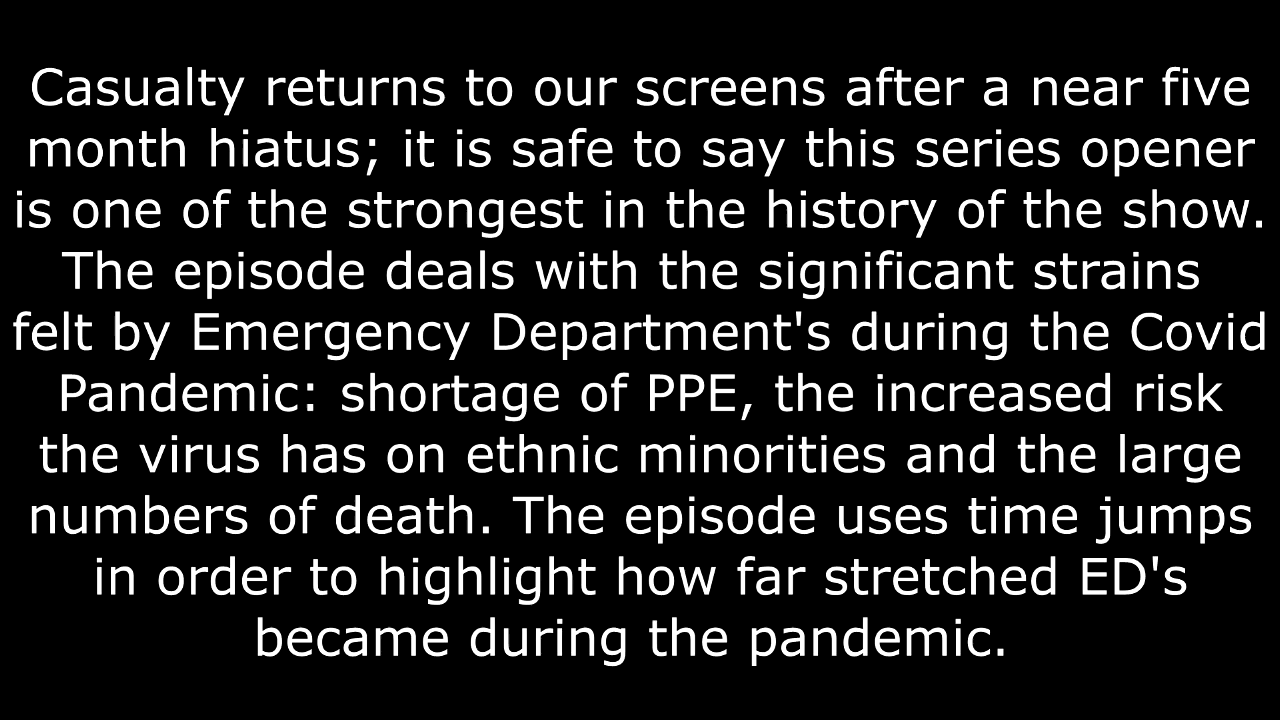 Casualty returns to our screens after a near five
month hiatus; it is safe to say this series opener
is one of the strongest in the history of the show.
The episode deals with the significant strains
felt by Emergency Department's during the Covid
Pandemic: shortage of PPE, the increased risk
the virus has on ethnic minorities and the large
numbers of death. The episode uses time jumps
in order to highlight how far stretched ED's
became during the pandemic.